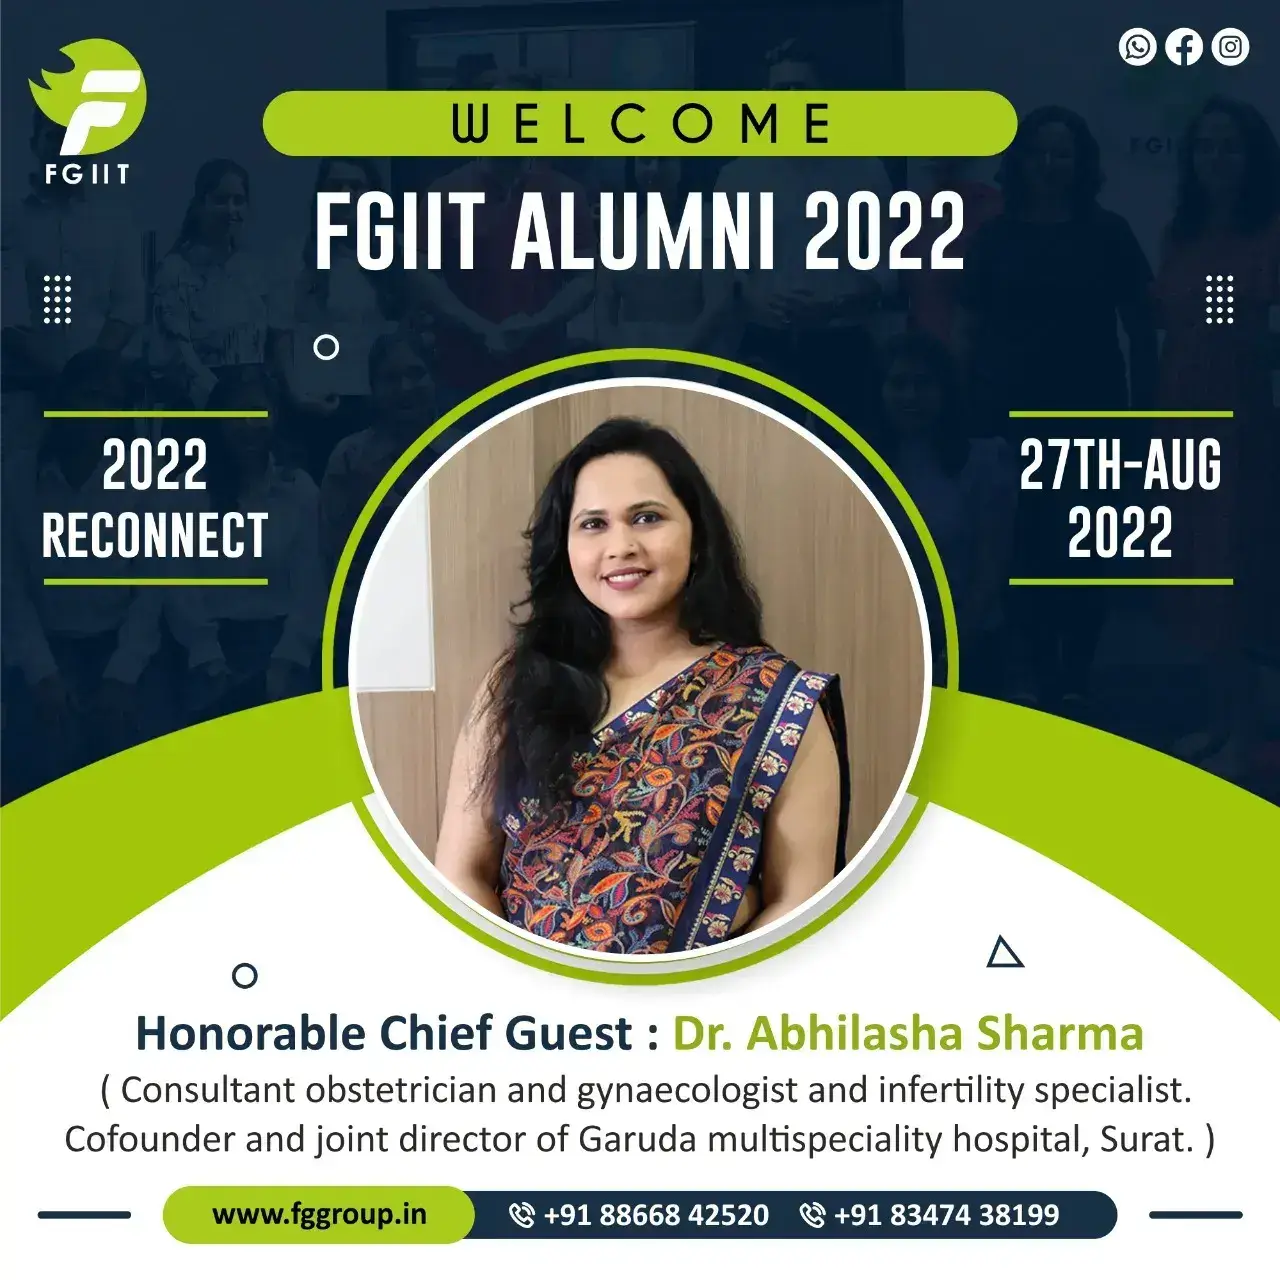 FGIIT
WELCOME
FGIIT ALUMNI 2022
2022
RECONNECT
27TH-AUG
2022
Honorable Chief Guest : Dr. Abhilasha Sharma
( Consultant obstetrician and gynaecologist and infertility specialist.
Cofounder and joint director of Garuda multispeciality hospital, Surat. )
www.fggroup.in +91 88668 42520 +91 83474 38199